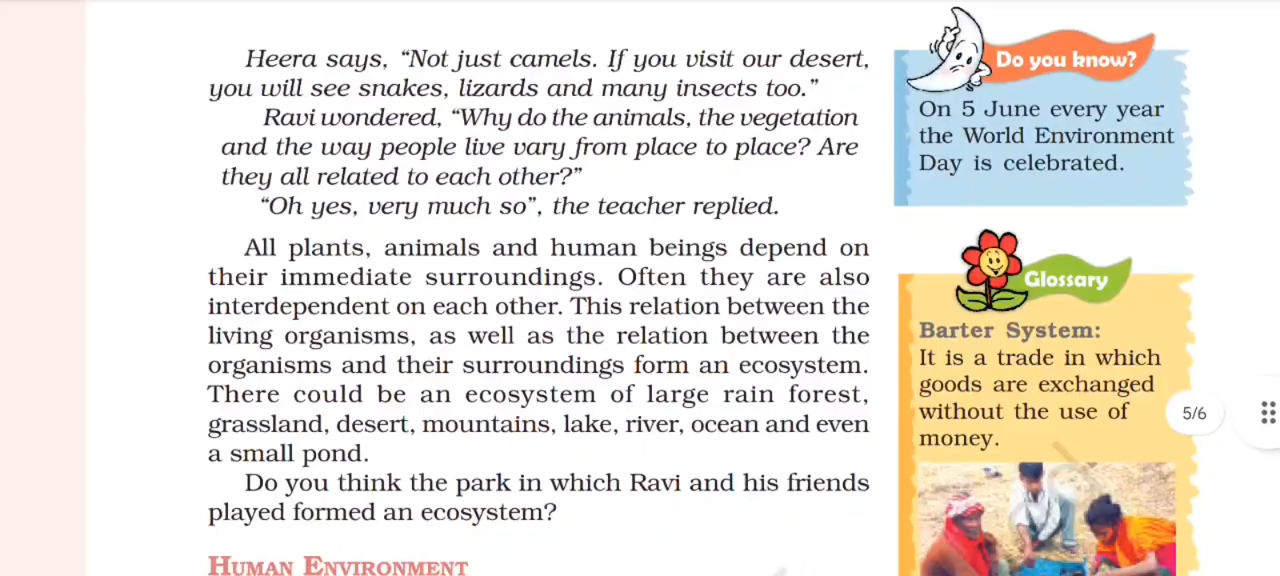 Heera says, “Not just camels. If you visit our desert,
you will see snakes, lizards and many insects too.”
Ravi wondered, “Why do the animals, the vegetation
and the way people live vary from place to place? Are
they all related to each other?”
“Oh yes, very much so”, the teacher replied.
All plants, animals and human beings depend on
their immediate surroundings. Often they are also
interdependent on each other. This relation between the
living organisms, as well as the relation between the
organisms and their surroundings form an ecosystem.
There could be an ecosystem of large rain forest,
grassland, desert, mountains, lake, river, ocean and even
a small pond.
Do you think the park in which Ravi and his friends
played formed an ecosystem?
HUMAN ENVIRONMENT
Do you know?
On 5 June every year
the World Environment
Day is celebrated.
Glossary
Barter System:
It is a trade in which
goods are exchanged
without the use of
money.
5/6